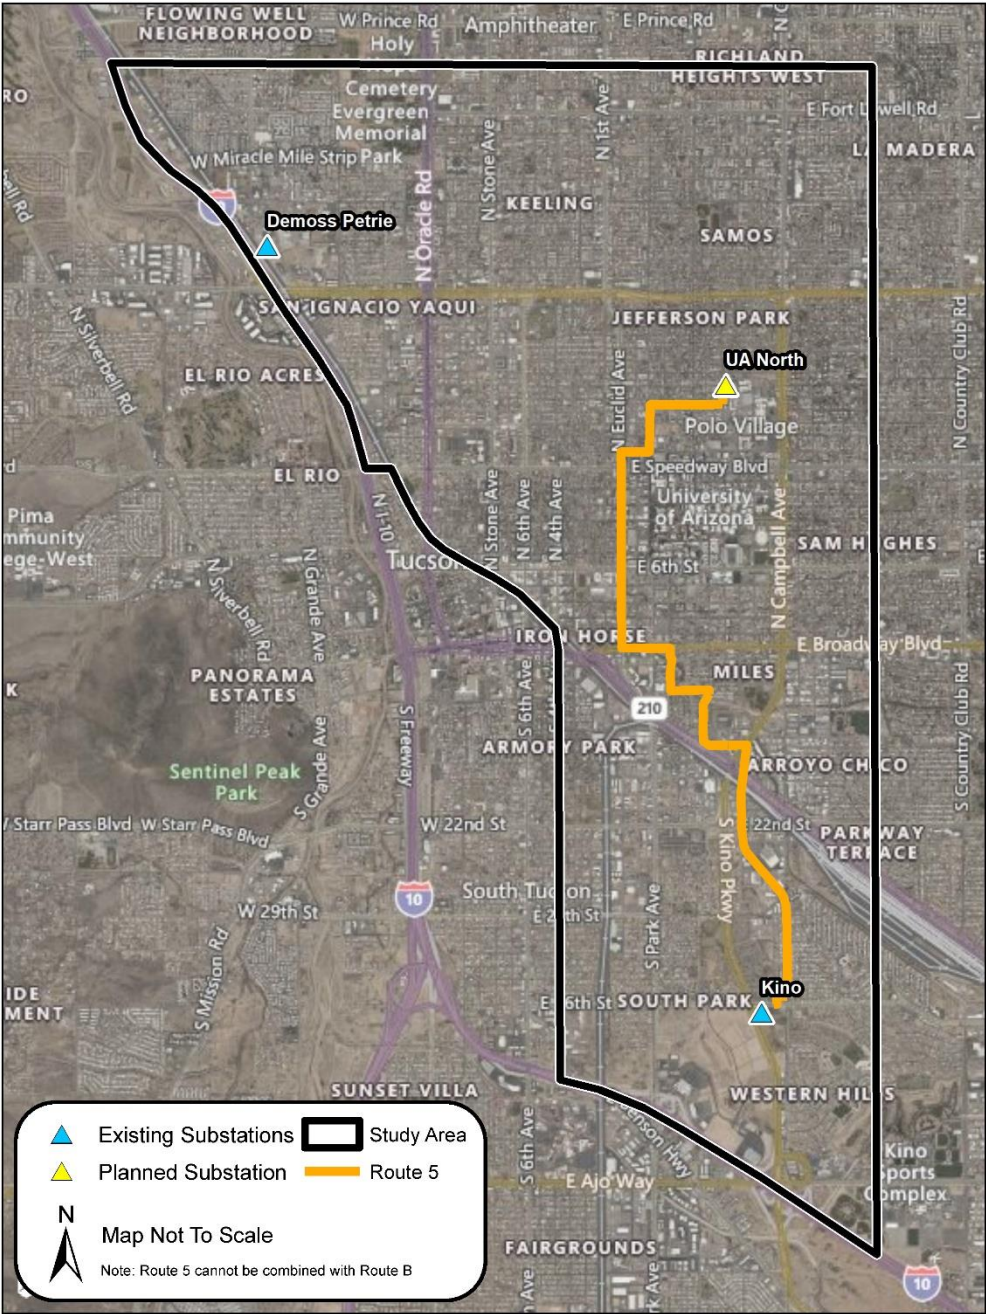 FLOWING WELL
NEIGHBORHOOD
W Prince Rd
Amphitheater
E Prince Rd
Holy
Hope
Cemetery
Evergreen
Memorial
Park
RICHLAND
HEIGHTS WEST
E Fort Lowell Rd
LA MADERA
W Miracle Mile Strip
N Oracle Rd
N Stone Ave
N 1st Ave
KEELING
SAMOS
Demoss Petrie
SAN IGNACIO YAQUI
JEFFERSON PARK
N Silverbell Rd
EL RIO ACRES
N Euclid Ave
UA North
Polo Village
N Country Club Rd
EL RIO
E Speedway Blvd
University
of Arizona
N I-10
N Stone Ave
N 6th Ave
N 4th Ave
N Campbell Ave
SAM HUGHES
Pima
Tucson
E 6th St
N Silverbell Rd
N Grande Ave
IRON HORSE
E Broadway Blvd
PANORAMA
ESTATES
MILES
S 6th Ave
210
S Freeway
ARMORY PARK
ARROYO CHICO
S Country Club Rd
Sentinel Peak
Park
S Grande Ave
Starr Pass Blvd
W Starr Pass Blvd
W 22nd St
E 22nd St
PARKWAY
TERRACE
S Kino Pkwy
10
South Tucson
W 29th St
S Park Ave
S Mission Rd
Kino
SOUTH PARK
SUNSET VILLA
WESTERN HILLS
S 6th Ave
E Ajo Way
Kino
Sports
Complex
FAIRGROUNDS
10
Existing Substations
Study Area
Planned Substation
Route 5
N
Map Not To Scale
Note: Route 5 cannot be combined with Route B